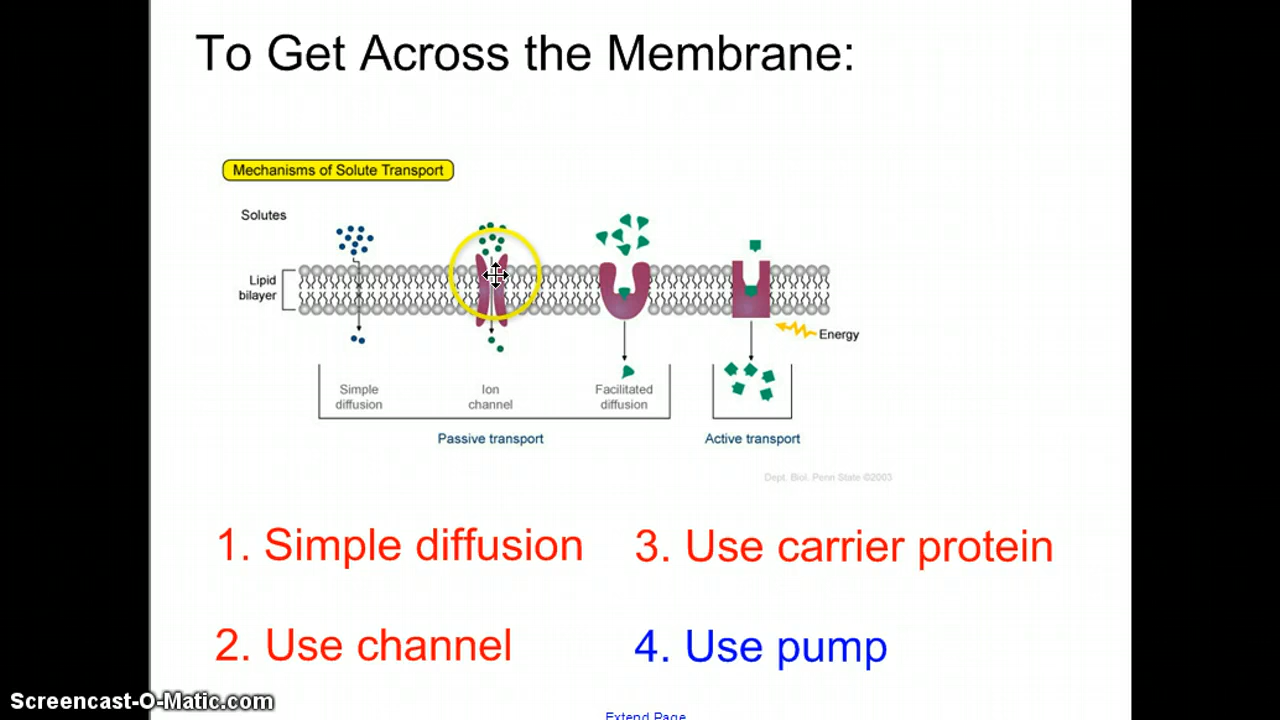 To Get Across the Membrane:
Mechanisms of Solute Transport
Solutes
Lipid
bilayer
Energy
Simple
diffusion
Ion
channel
Facilitated
diffusion
Passive transport
Active transport
Dept. Biol. Penn State ©2003
1. Simple diffusion
3. Use carrier protein
2. Use channel
4. Use pump
Screencast-O-Matic.com
Extend Page